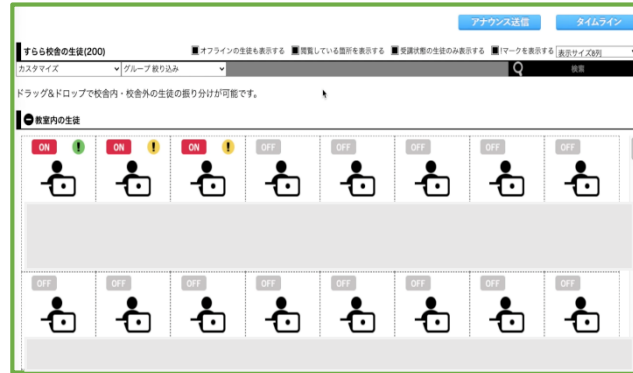 アナウンス送信 タイムライン
すらら校舎の生徒(200) オフラインの生徒も表示する 閲覧している箇所を表示する 受講状態の生徒のみ表示する !マークを表示する 表示サイズ8列
カスタマイズ グループ絞り込み 検索
ドラッグ&ドロップで校舎内・校舎外の生徒の振り分けが可能です。
教室内の生徒
ON ! ON ! ON ! OFF OFF OFF OFF OFF
OFF OFF OFF OFF OFF OFF OFF OFF